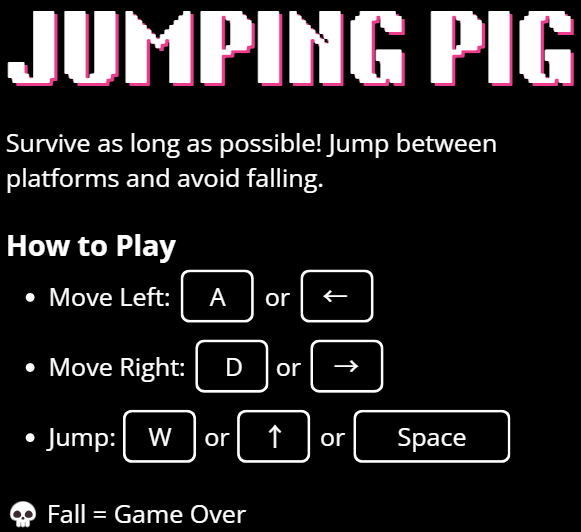 JUMPING PIG
Survive as long as possible! Jump between
platforms and avoid falling.
How to Play
• Move Left: A or ←
• Move Right: D or →
• Jump: W or ↑ or Space
💀 Fall = Game Over